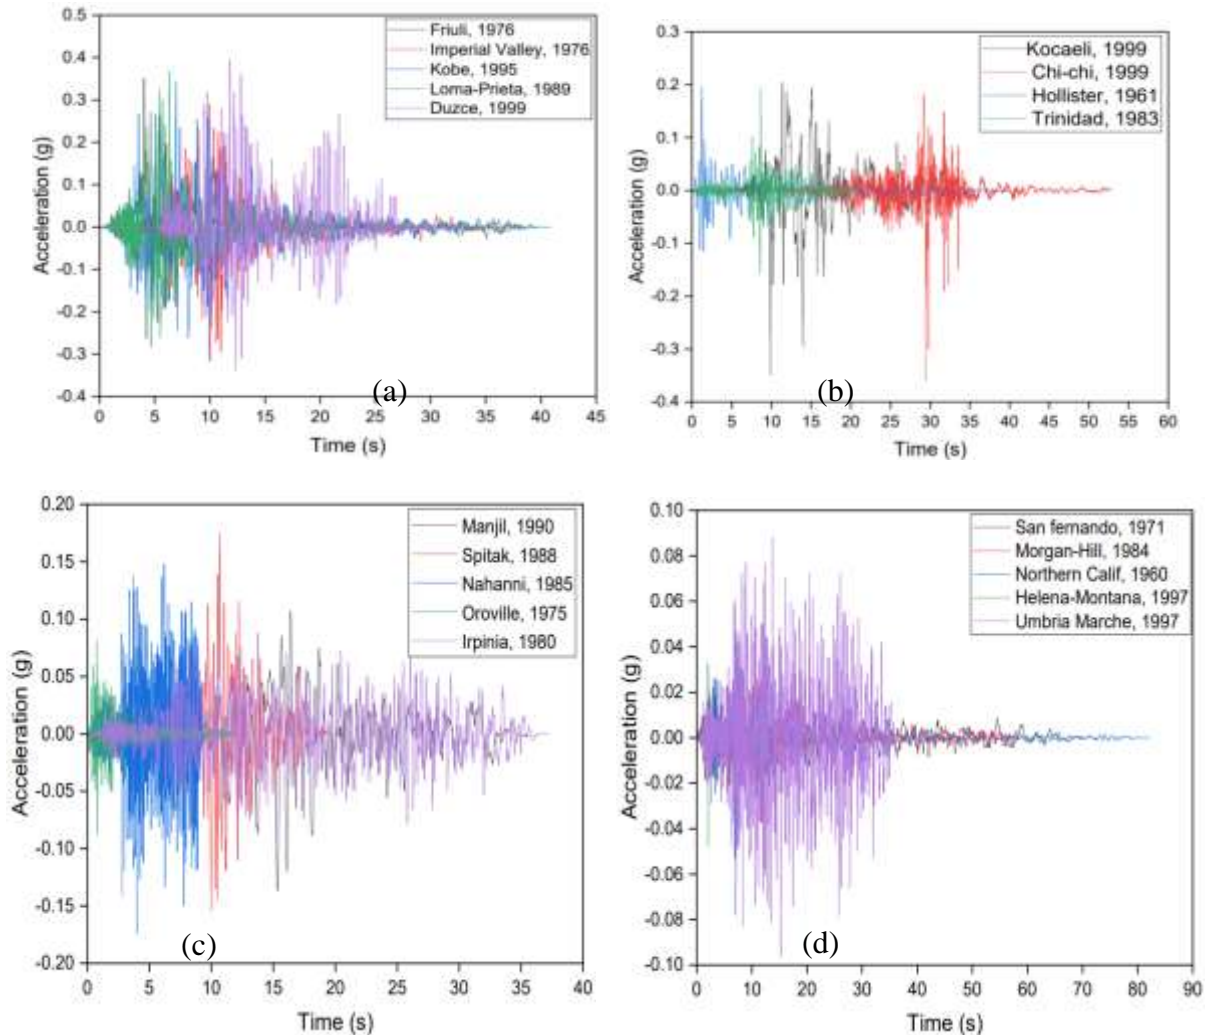 0.5
0.4
0.3
0.2
0.1
0.0
-0.1
-0.2
-0.3
-0.4
Acceleration (g)
0 5 10 15 20 25 30 35 40 45
Time (s)
Friuli, 1976
Imperial Valley, 1976
Kobe, 1995
Loma-Prieta, 1989
Duzce, 1999
(a)
0.3
0.2
0.1
0.0
-0.1
-0.2
-0.3
-0.4
Acceleration (g)
0 5 10 15 20 25 30 35 40 45 50 55 60
Time (s)
Kocaeli, 1999
Chi-chi, 1999
Hollister, 1961
Trinidad, 1983
(b)
0.20
0.15
0.10
0.05
0.00
-0.05
-0.10
-0.15
-0.20
Acceleration (g)
0 5 10 15 20 25 30 35 40
Time (s)
Manjil, 1990
Spitak, 1988
Nahanni, 1985
Oroville, 1975
Irpinia, 1980
(c)
0.10
0.08
0.06
0.04
0.02
0.00
-0.02
-0.04
-0.06
-0.08
-0.10
Acceleration (g)
0 10 20 30 40 50 60 70 80 90
Time (s)
San fernando, 1971
Morgan-Hill, 1984
Northern Calif, 1960
Helena-Montana, 1997
Umbria Marche, 1997
(d)